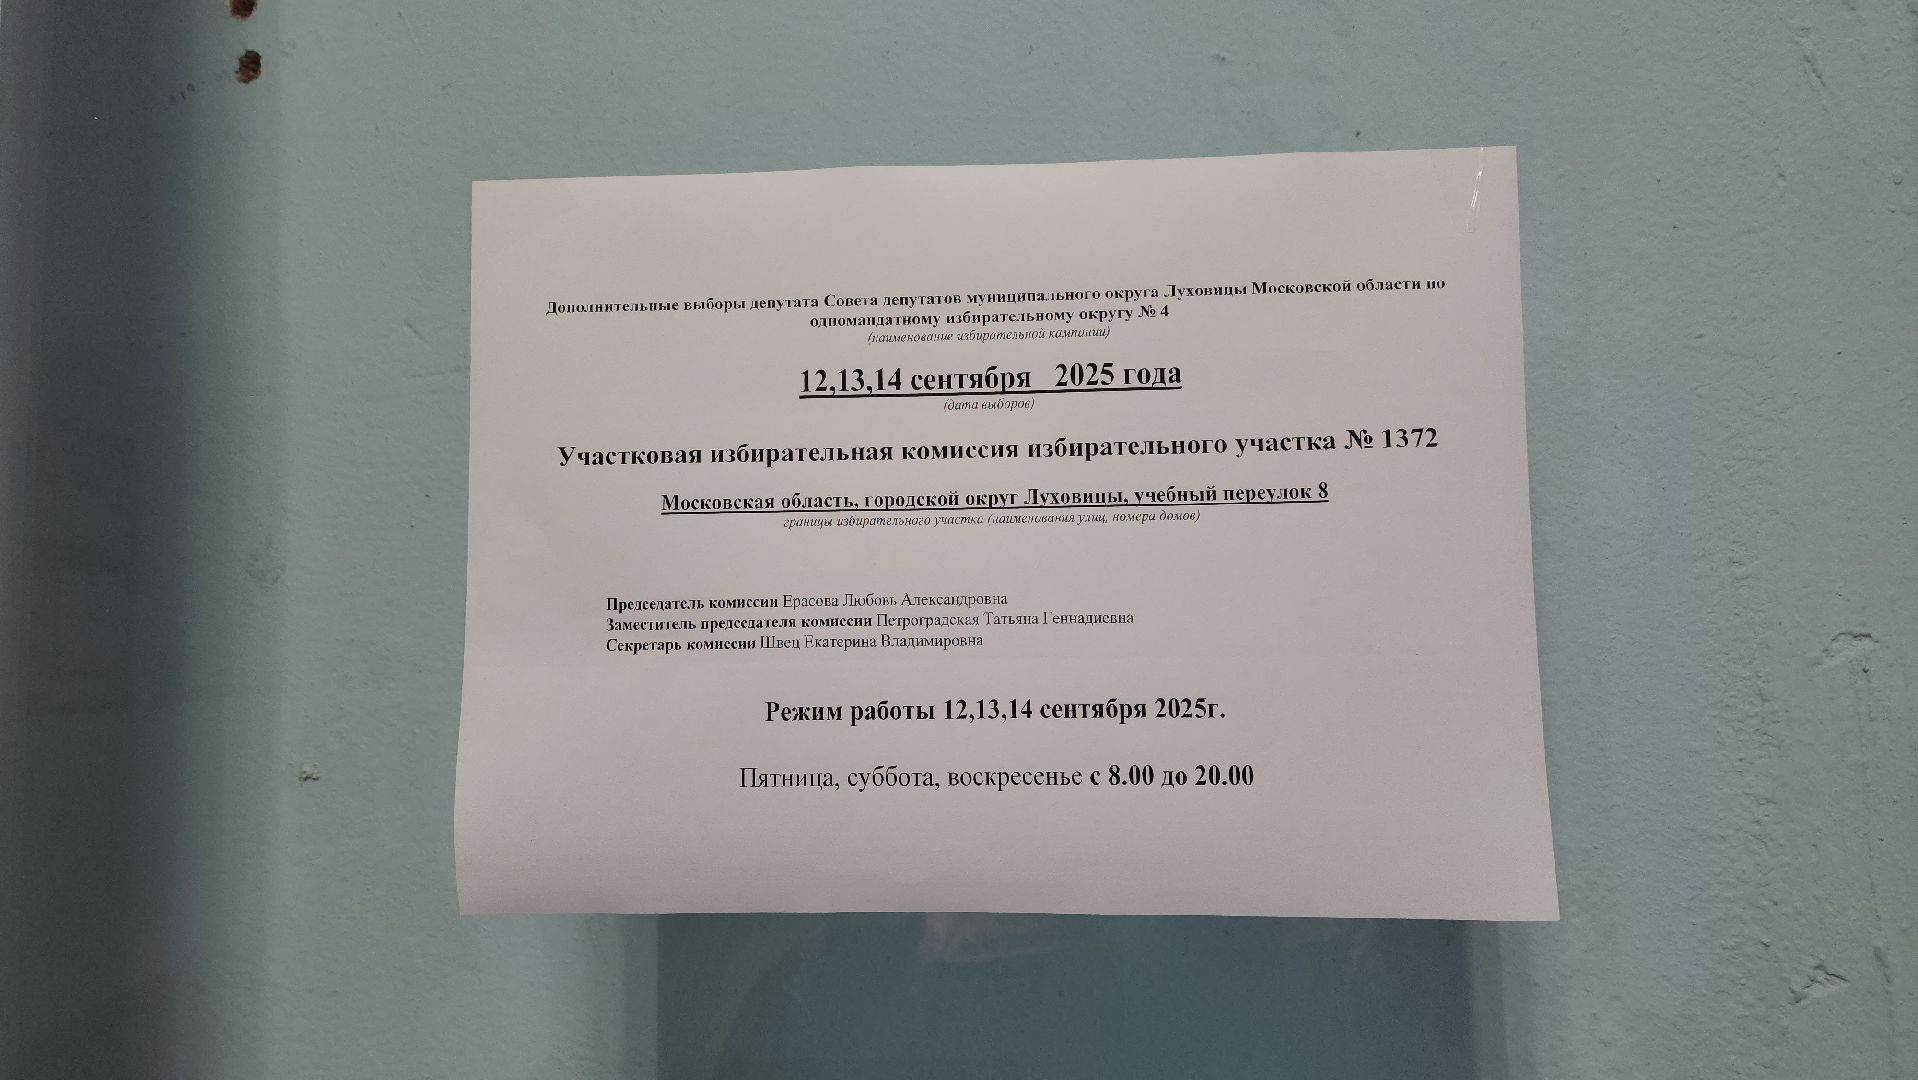 Дополнительные выборы депутата Совета депутатов муниципального округа Луховицы Московской области по
одномандатному избирательному округу № 4
(наименование избирательной кампании)
12,13,14 сентября 2025 года
(дата выборов)
Участковая избирательная комиссия избирательного участка № 1372
Московская область, городской округ Луховицы, учебный переулок 8
границы избирательного участка (наименования улиц, номера домов)
Председатель комиссии Ерасова Любовь Александровна
Заместитель председателя комиссии Петроградская Татьяна Геннадиевна
Секретарь комиссии Швец Екатерина Владимировна
Режим работы 12,13,14 сентября 2025г.
Пятница, суббота, воскресенье с 8.00 до 20.00